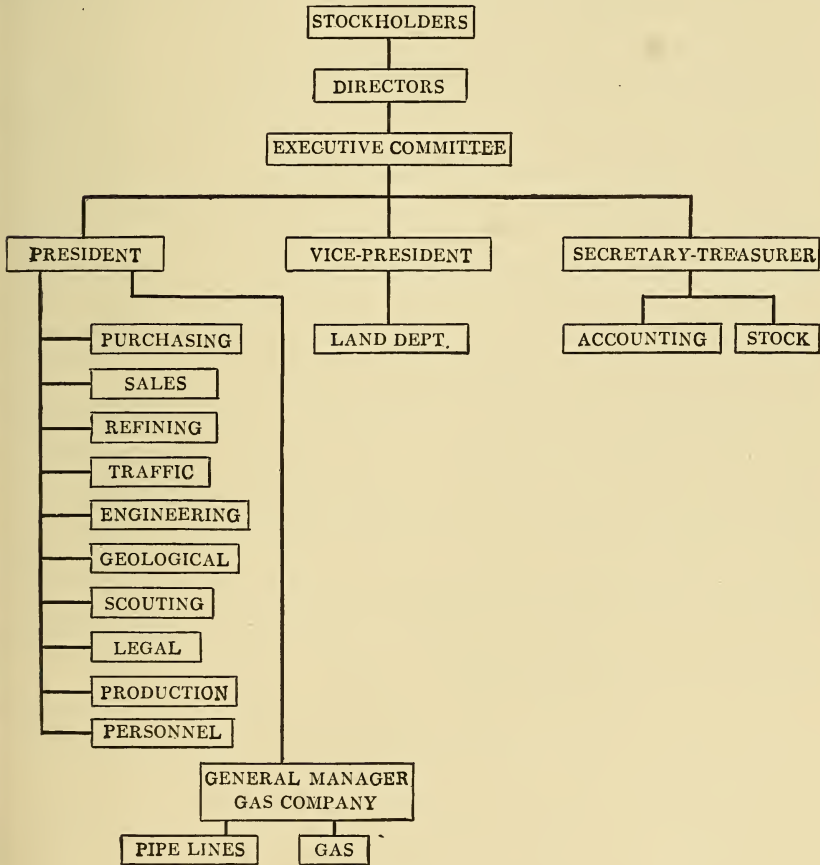 STOCKHOLDERS
DIRECTORS
EXECUTIVE COMMITTEE
PRESIDENT
VICE-PRESIDENT
SECRETARY-TREASURER
PURCHASING
LAND DEPT.
ACCOUNTING
STOCK
SALES
REFINING
TRAFFIC
ENGINEERING
GEOLOGICAL
SCOUTING
LEGAL
PRODUCTION
PERSONNEL
GENERAL MANAGER
GAS COMPANY
PIPE LINES
GAS